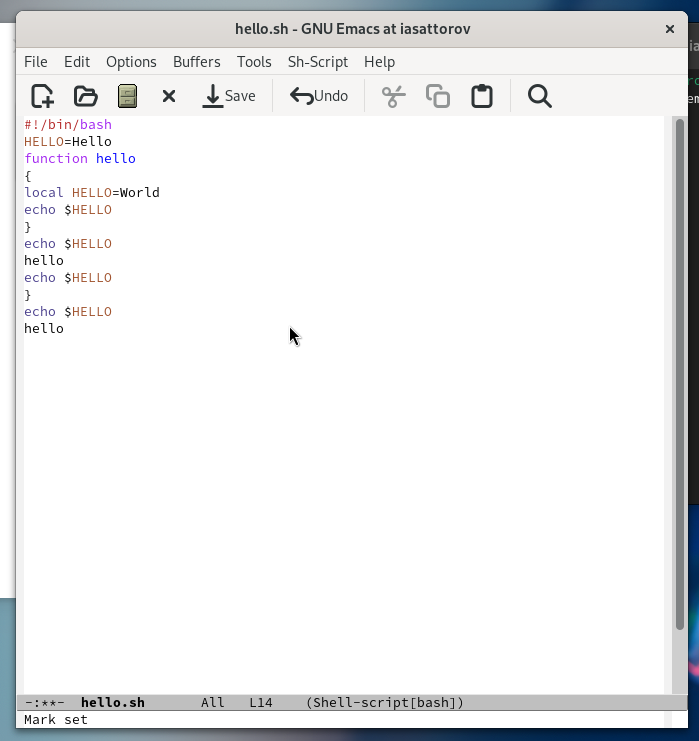 hello.sh - GNU Emacs at iasattorov
File Edit Options Buffers Tools Sh-Script Help
Save Undo
#!/bin/bash
HELLO=Hello
function hello
{
local HELLO=World
echo $HELLO
}
echo $HELLO
hello
echo $HELLO
}
echo $HELLO
hello
-:**- hello.sh All L14 (Shell-script[bash])
Mark set